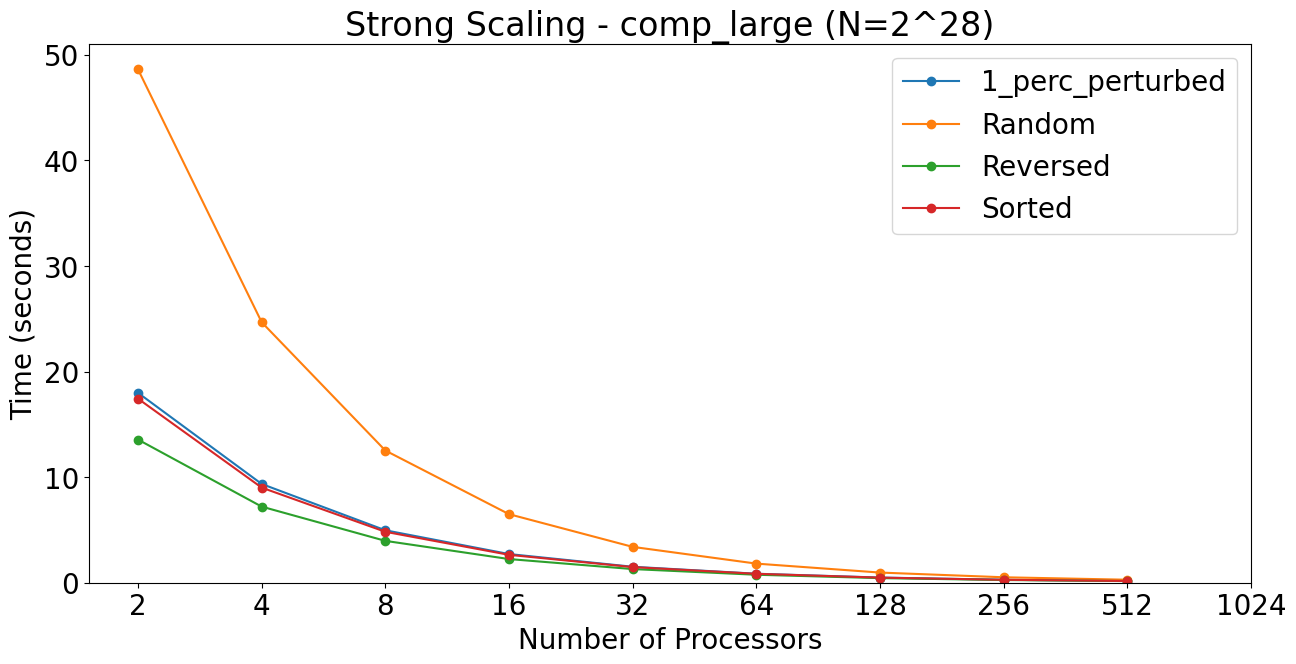 Strong Scaling - comp_large (N=2^28)
50
40
30
20
10
0
Time (seconds)
1_perc_perturbed
Random
Reversed
Sorted
2 4 8 16 32 64 128 256 512 1024
Number of Processors